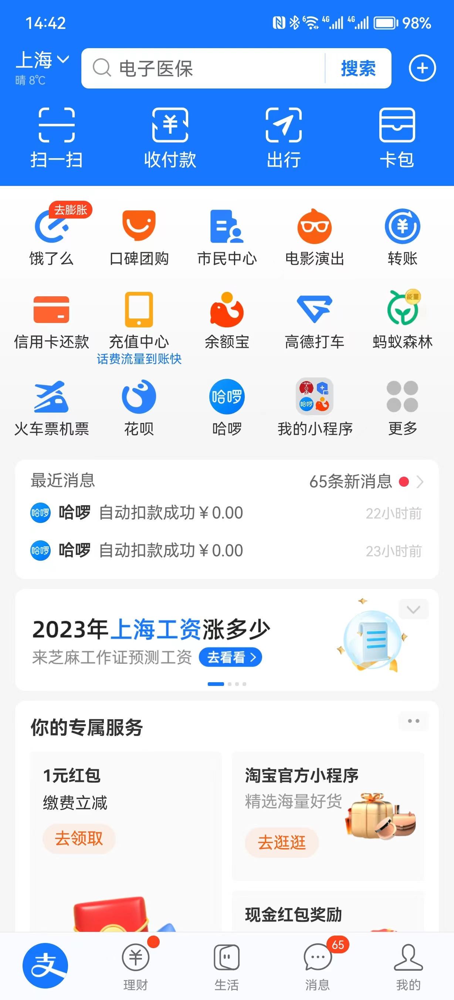 14:42
6 4G 4G 98%
上海
电子医保
搜索
晴 8℃
扫一扫
收付款
出行
卡包
去膨胀
饿了么
口碑团购
市民中心
电影演出
转账
能量
信用卡还款
充值中心
余额宝
高德打车
蚂蚁森林
话费流量到账快
哈啰
哈啰
火车票机票
花呗
哈啰
我的小程序
更多
最近消息
65条新消息
哈啰 哈啰 自动扣款成功￥0.00
22小时前
哈啰 哈啰 自动扣款成功￥0.00
23小时前
2023年上海工资涨多少
来芝麻工作证预测工资
去看看
你的专属服务
1元红包
缴费立减
去领取
淘宝官方小程序
精选海量好货
去逛逛
现金红包奖励
支
理财
生活
65
消息
我的